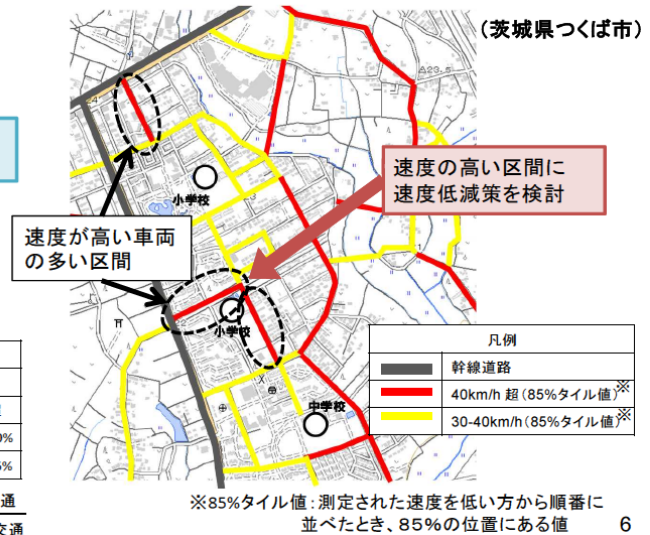 (茨城県つくば市)
小学校
速度の高い区間に
速度低減策を検討
速度が高い車両
の多い区間
小学校
中学校
凡例
幹線道路
40km/h 超(85%タイル値)※
30-40km/h(85%タイル値)※
通
交通
※85%タイル値:測定された速度を低い方から順番に
並べたとき、85%の位置にある値
6